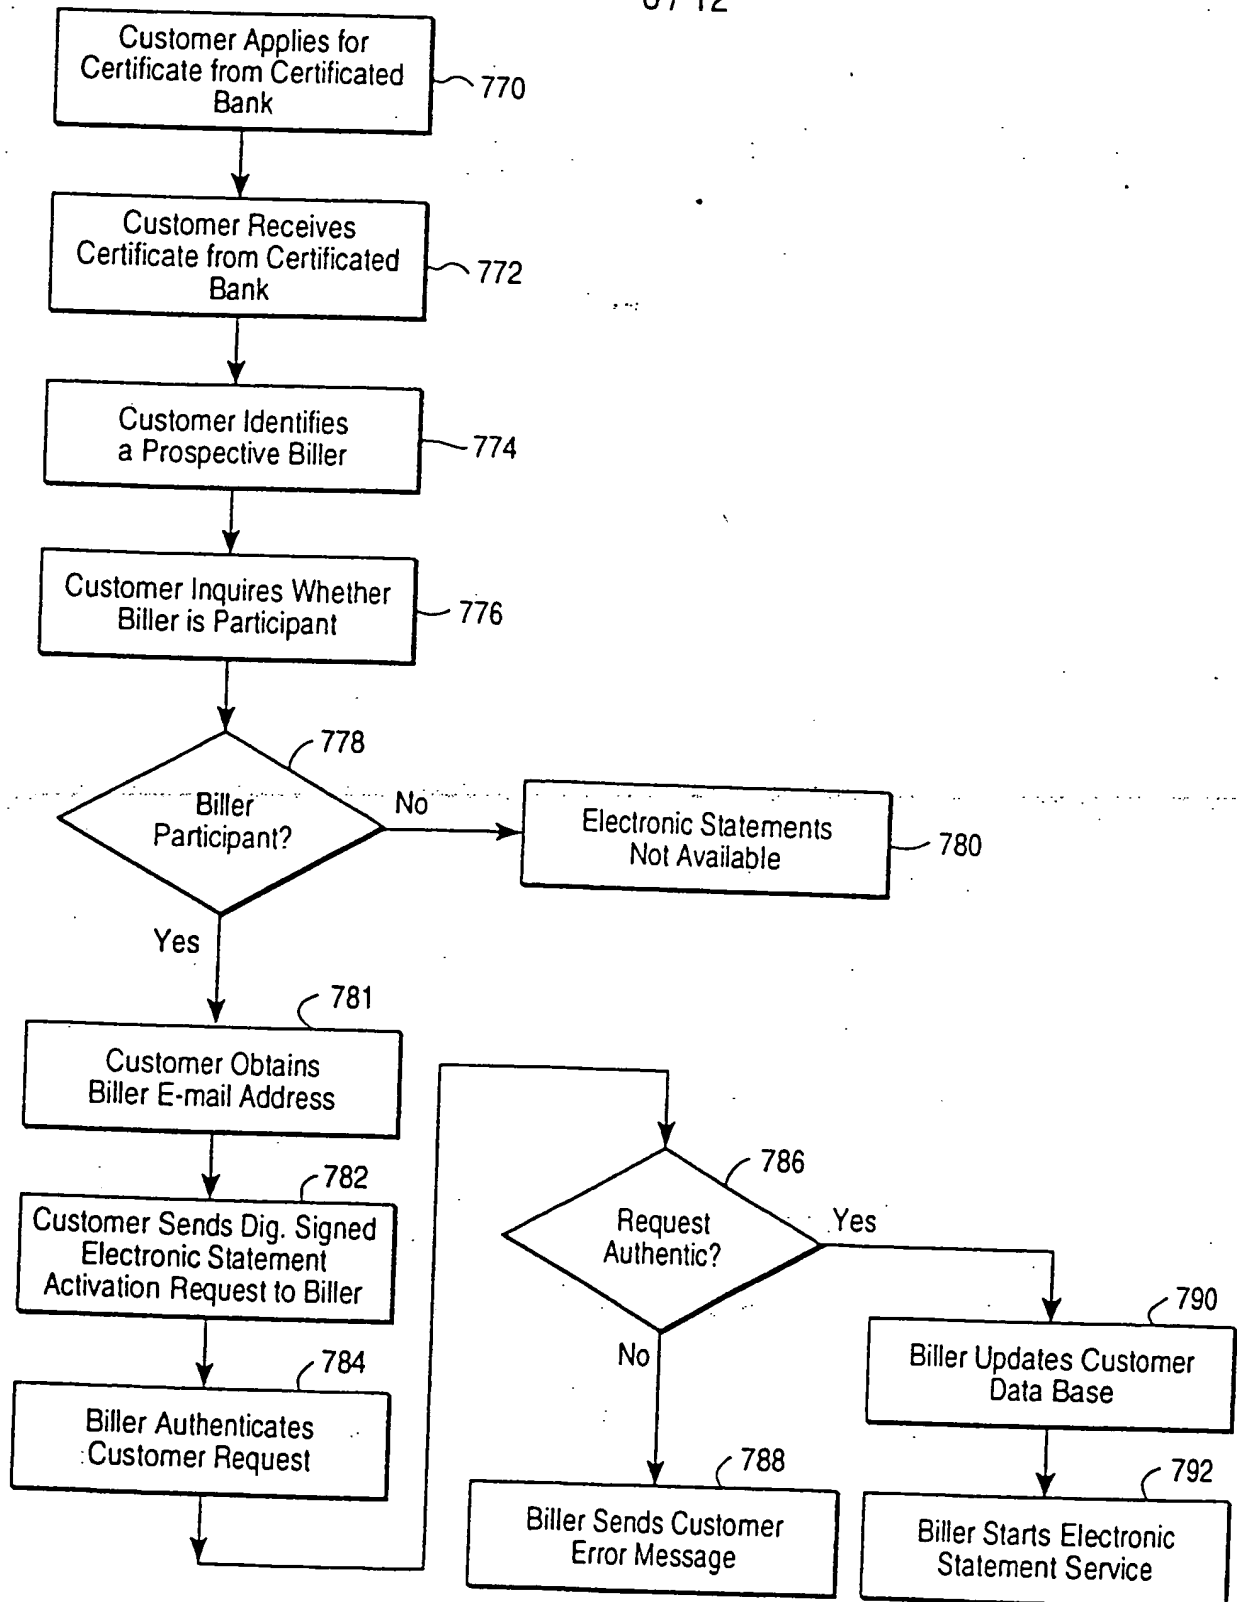 Customer Applies for
Certificate from Certificated
Bank
770
Customer Receives
Certificate from Certificated
Bank
772
Customer Identifies
a Prospective Biller
774
Customer Inquires Whether
Biller is Participant
776
778
Biller
Participant?
No
Electronic Statements
Not Available
780
Yes
781
Customer Obtains
Biller E-mail Address
782
Customer Sends Dig. Signed
Electronic Statement
Activation Request to Biller
784
Biller Authenticates
Customer Request
786
Request
Authentic?
Yes
No
788
Biller Sends Customer
Error Message
790
Biller Updates Customer
Data Base
792
Biller Starts Electronic
Statement Service